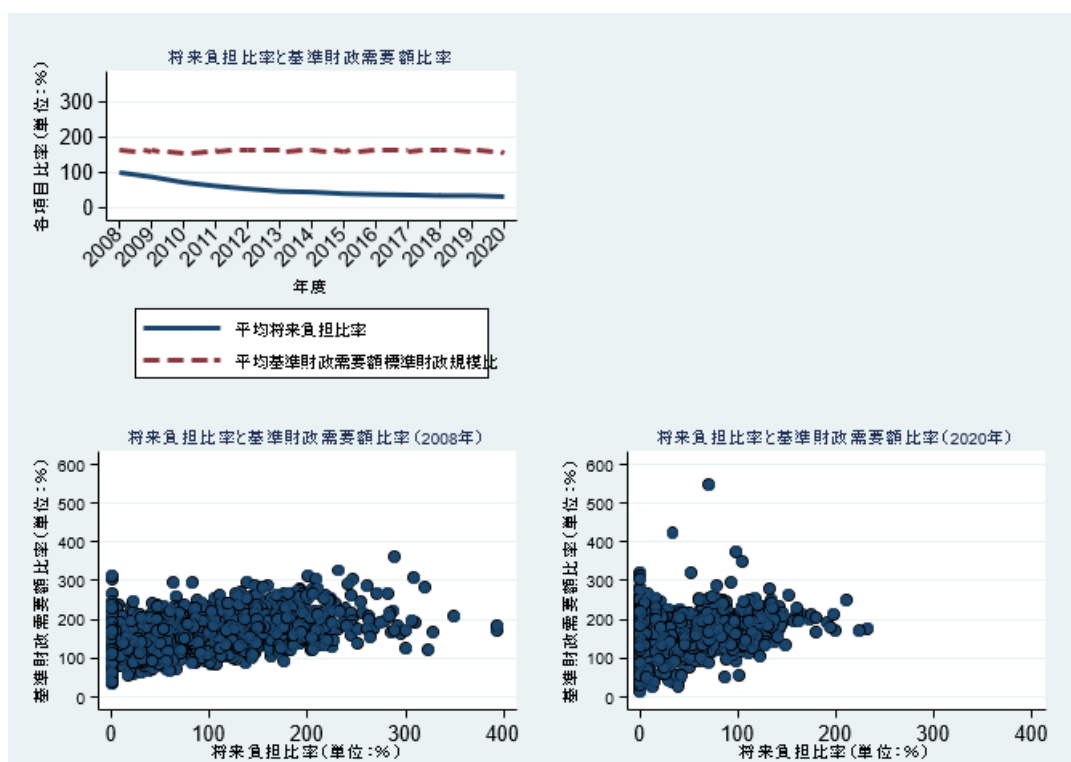 将来負担比率と基準財政需要額比率
各項目比率(単位:%)
300
200
100
0
2008
2009
2010
2011
2012
2013
2014
2015
2016
2017
2018
2019
2020
年度
平均将来負担比率
平均基準財政需要額標準財政規模比
将来負担比率と基準財政需要額比率(2008年)
基準財政需要額比率(単位:%)
600
500
400
300
200
100
0
0 100 200 300 400
将来負担比率(単位:%)
将来負担比率と基準財政需要額比率(2020年)
基準財政需要額比率(単位:%)
600
500
400
300
200
100
0
0 100 200 300 400
将来負担比率(単位:%)